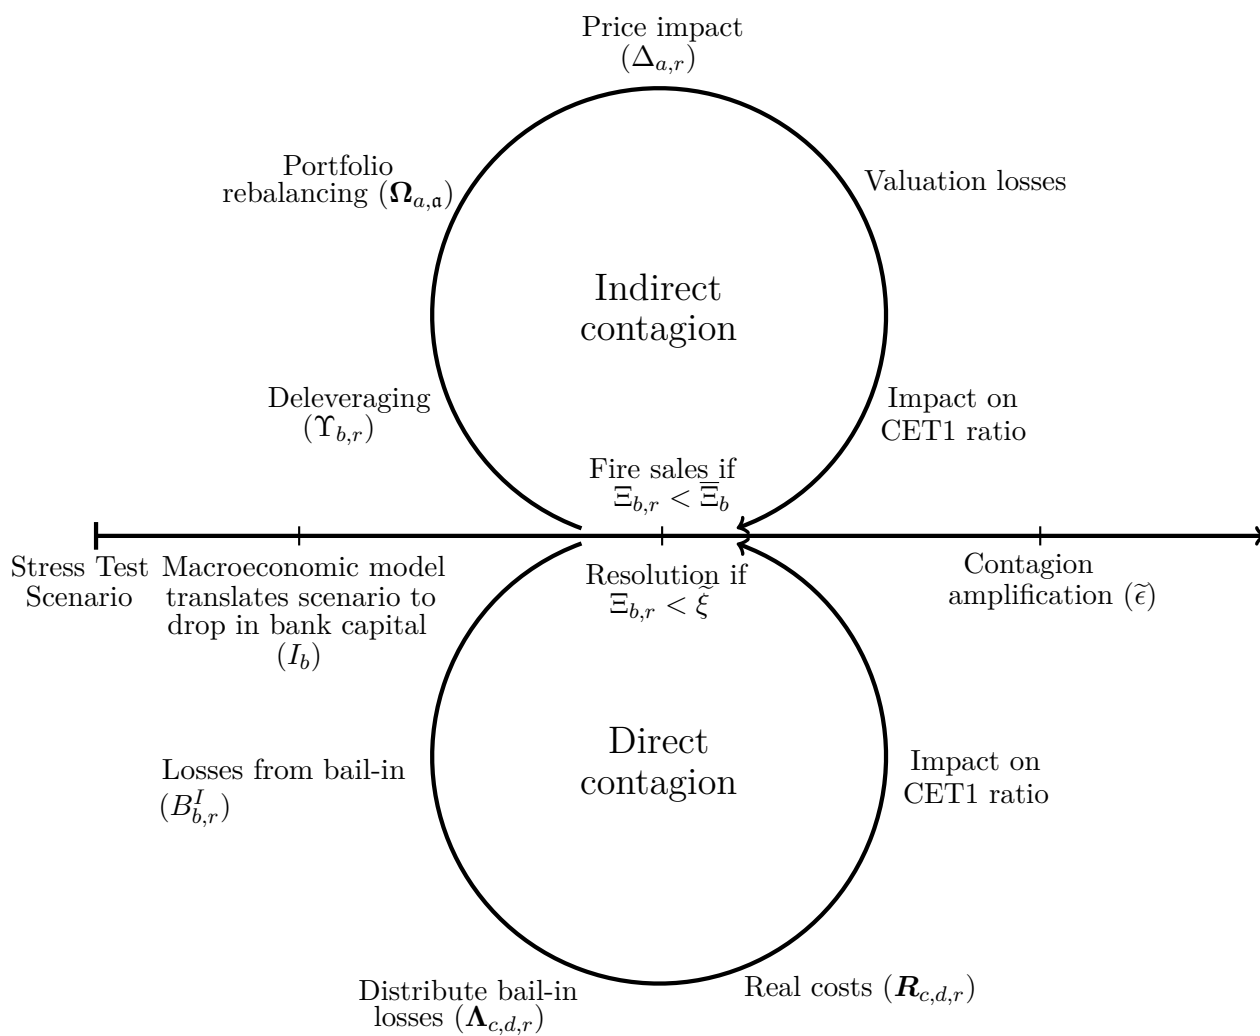 Price impact
(Δ_{a,r})
Portfolio
rebalancing (𝛀_{a,𝔞})
Valuation losses
Indirect
contagion
Deleveraging
(ϒ_{b,r})
Impact on
CET1 ratio
Fire sales if
Ξ_{b,r} < Ξ̅_b
Stress Test
Scenario
Macroeconomic model
translates scenario to
drop in bank capital
(I_b)
Resolution if
Ξ_{b,r} < ξ̃
Contagion
amplification (ϵ̃)
Direct
contagion
Losses from bail-in
(B^I_{b,r})
Impact on
CET1 ratio
Distribute bail-in
losses (𝚲_{c,d,r})
Real costs (𝑹_{c,d,r})